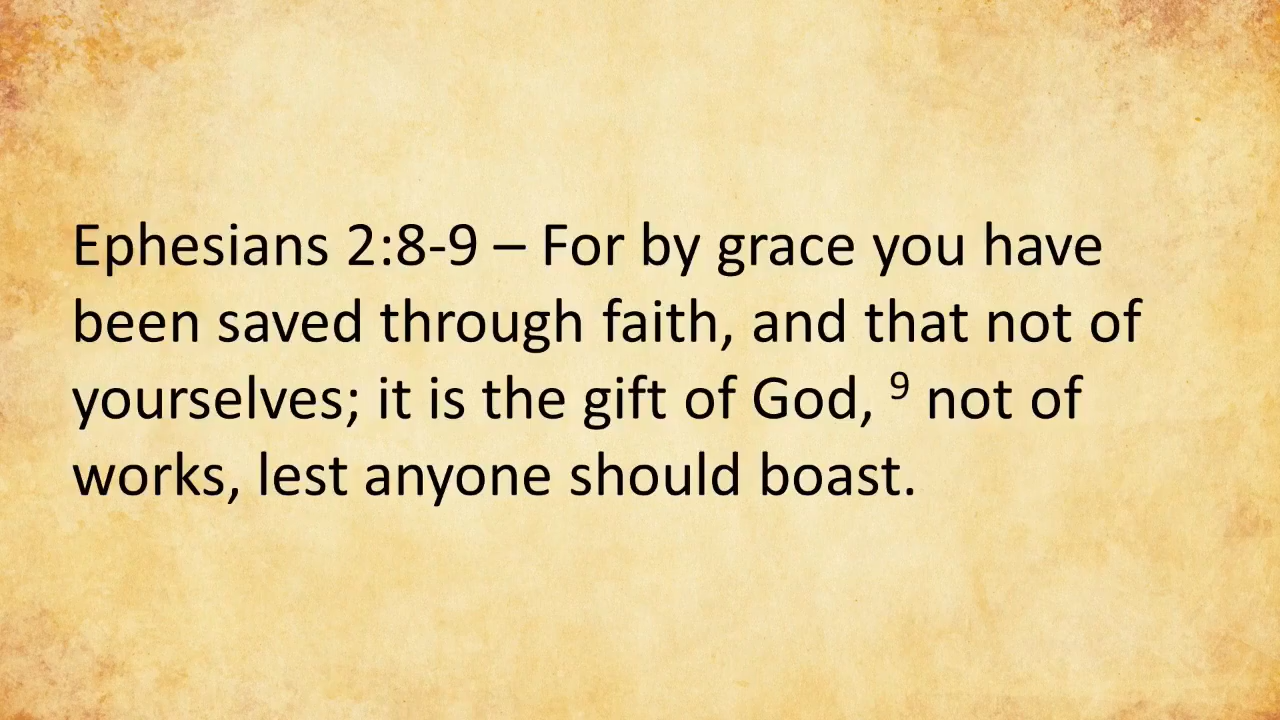 Ephesians 2:8-9 – For by grace you have
been saved through faith, and that not of
yourselves; it is the gift of God, ⁹ not of
works, lest anyone should boast.